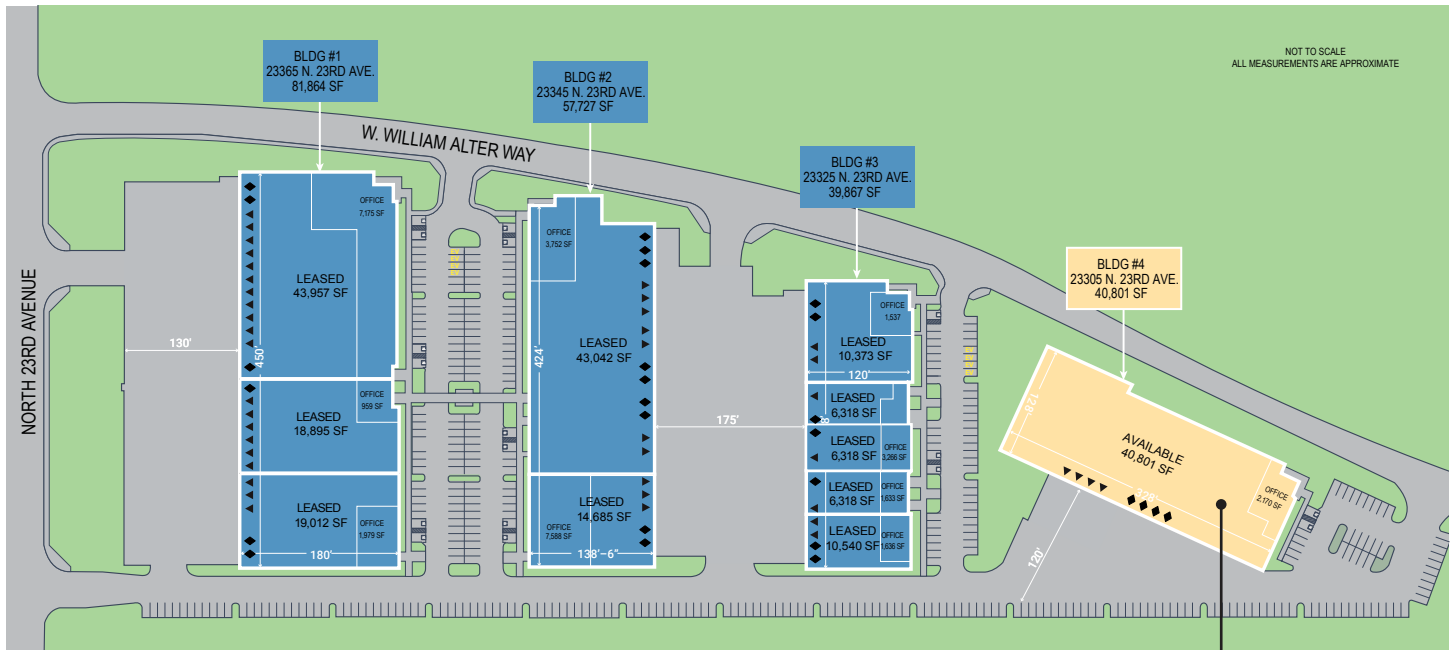 NOT TO SCALE
ALL MEASUREMENTS ARE APPROXIMATE
BLDG #1
23365 N. 23RD AVE.
81,864 SF
BLDG #2
23345 N. 23RD AVE.
57,727 SF
W. WILLIAM ALTER WAY
BLDG #3
23325 N. 23RD AVE.
39,867 SF
BLDG #4
23305 N. 23RD AVE.
40,801 SF
NORTH 23RD AVENUE
130'
OFFICE
7,175 SF
LEASED
43,957 SF
450'
OFFICE
959 SF
LEASED
18,895 SF
LEASED
19,012 SF
OFFICE
1,979 SF
180'
OFFICE
3,752 SF
LEASED
43,042 SF
424'
LEASED
14,685 SF
OFFICE
7,588 SF
138'-6"
175'
OFFICE
1,537
LEASED
10,373 SF
120'
LEASED
6,318 SF
LEASED
6,318 SF
OFFICE
3,266 SF
LEASED
6,318 SF
OFFICE
1,633 SF
LEASED
10,540 SF
OFFICE
1,636 SF
128'
AVAILABLE
40,801 SF
OFFICE
2,170 SF
120'